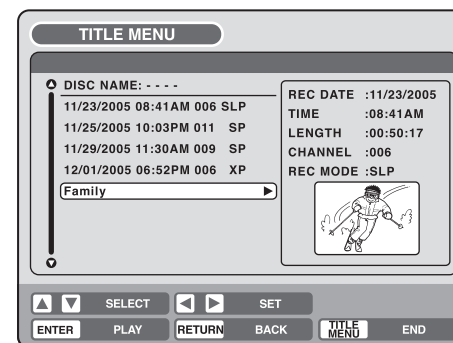 TITLE MENU
DISC NAME: - - - -
11/23/2005 08:41AM 006 SLP
11/25/2005 10:03PM 011 SP
11/29/2005 11:30AM 009 SP
12/01/2005 06:52PM 006 XP
Family
REC DATE :11/23/2005
TIME :08:41AM
LENGTH :00:50:17
CHANNEL :006
REC MODE :SLP
SELECT SET
ENTER PLAY RETURN BACK TITLE MENU END